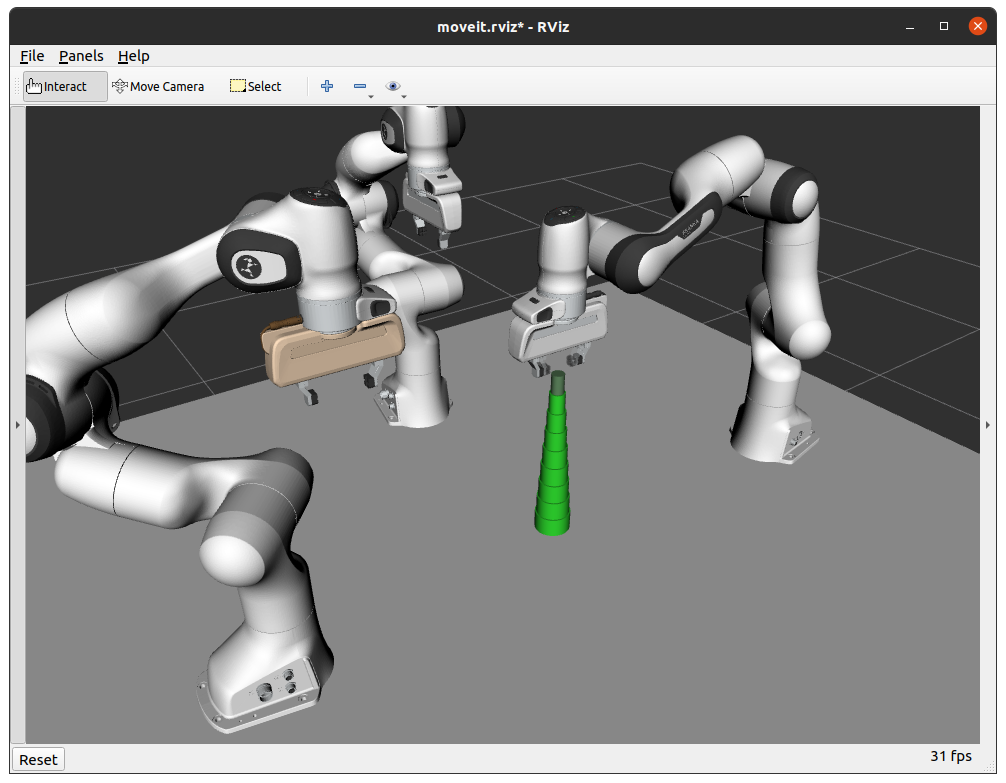 moveit.rviz* - RViz
File Panels Help
Interact Move Camera Select
Reset
31 fps